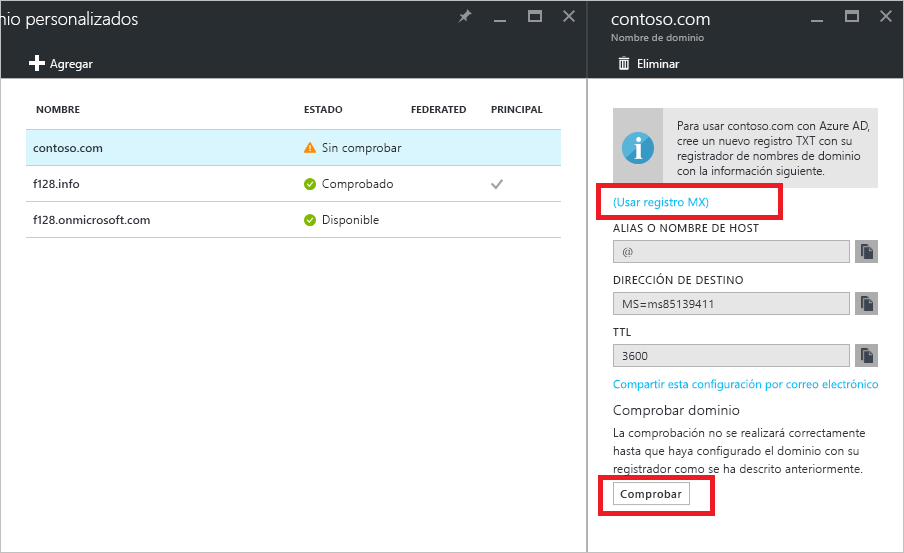 nio personalizados
Agregar
NOMBRE ESTADO FEDERATED PRINCIPAL
contoso.com Sin comprobar
f128.info Comprobado
f128.onmicrosoft.com Disponible
contoso.com
Nombre de dominio
Eliminar
Para usar contoso.com con Azure AD,
cree un nuevo registro TXT con su
registrador de nombres de dominio
con la información siguiente.
(Usar registro MX)
ALIAS O NOMBRE DE HOST
@
DIRECCIÓN DE DESTINO
MS=ms85139411
TTL
3600
Compartir esta configuración por correo electrónico
Comprobar dominio
La comprobación no se realizará correctamente
hasta que haya configurado el dominio con su
registrador como se ha descrito anteriormente.
Comprobar